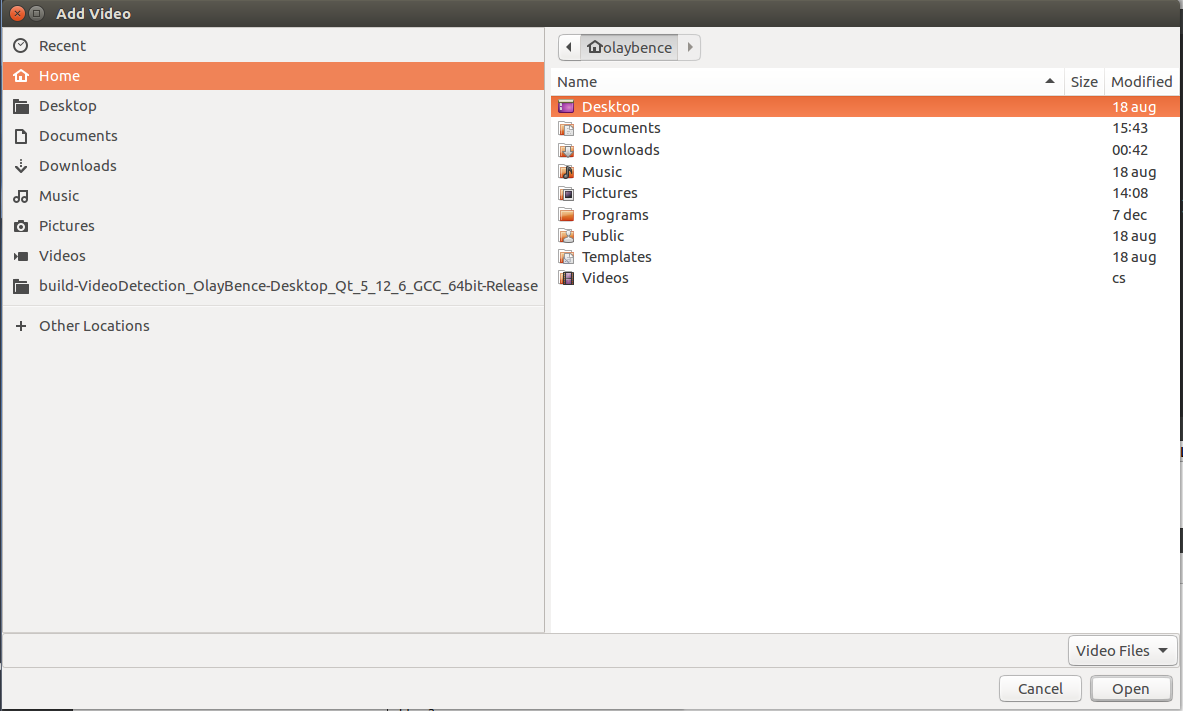 Add Video
Recent
Home
Desktop
Documents
Downloads
Music
Pictures
Videos
build-VideoDetection_OlayBence-Desktop_Qt_5_12_6_GCC_64bit-Release
Other Locations
olaybence
Name Size Modified
Desktop 18 aug
Documents 15:43
Downloads 00:42
Music 18 aug
Pictures 14:08
Programs 7 dec
Public 18 aug
Templates 18 aug
Videos cs
Video Files
Cancel Open